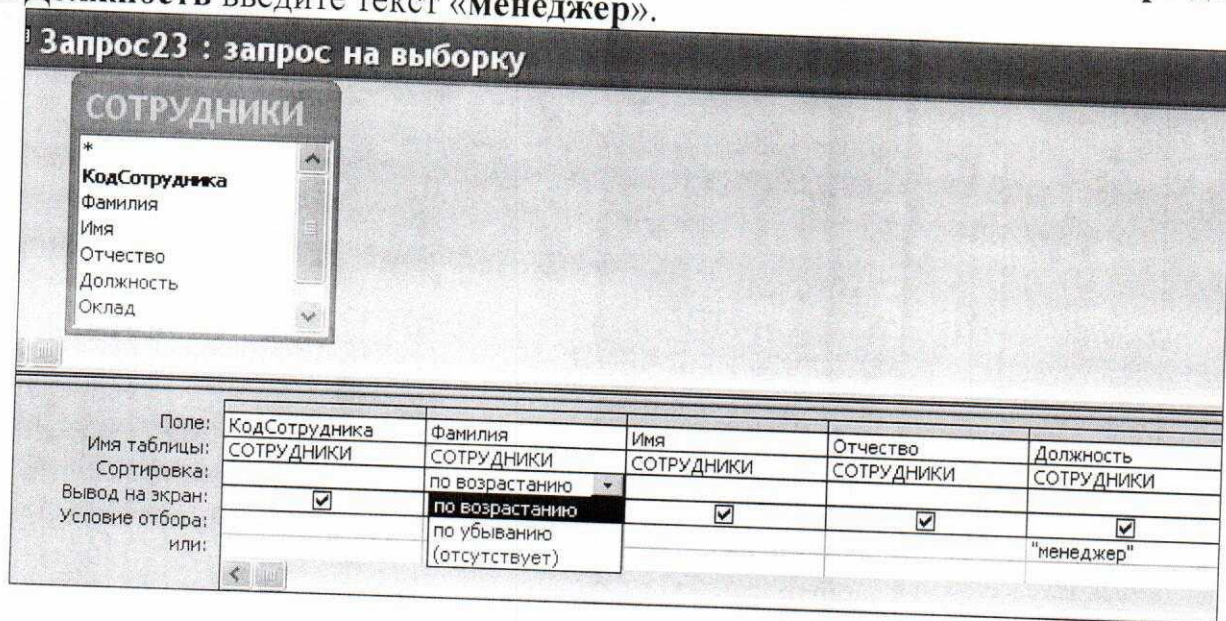 Должность введите текст «менеджер».
Запрос23 : запрос на выборку
СОТРУДНИКИ
*
КодСотрудника
Фамилия
Имя
Отчество
Должность
Оклад
Поле: КодСотрудника Фамилия Имя Отчество Должность
Имя таблицы: СОТРУДНИКИ СОТРУДНИКИ СОТРУДНИКИ СОТРУДНИКИ СОТРУДНИКИ
Сортировка: по возрастанию
Вывод на экран: по возрастанию
Условие отбора: по убыванию "менеджер"
или: (отсутствует)